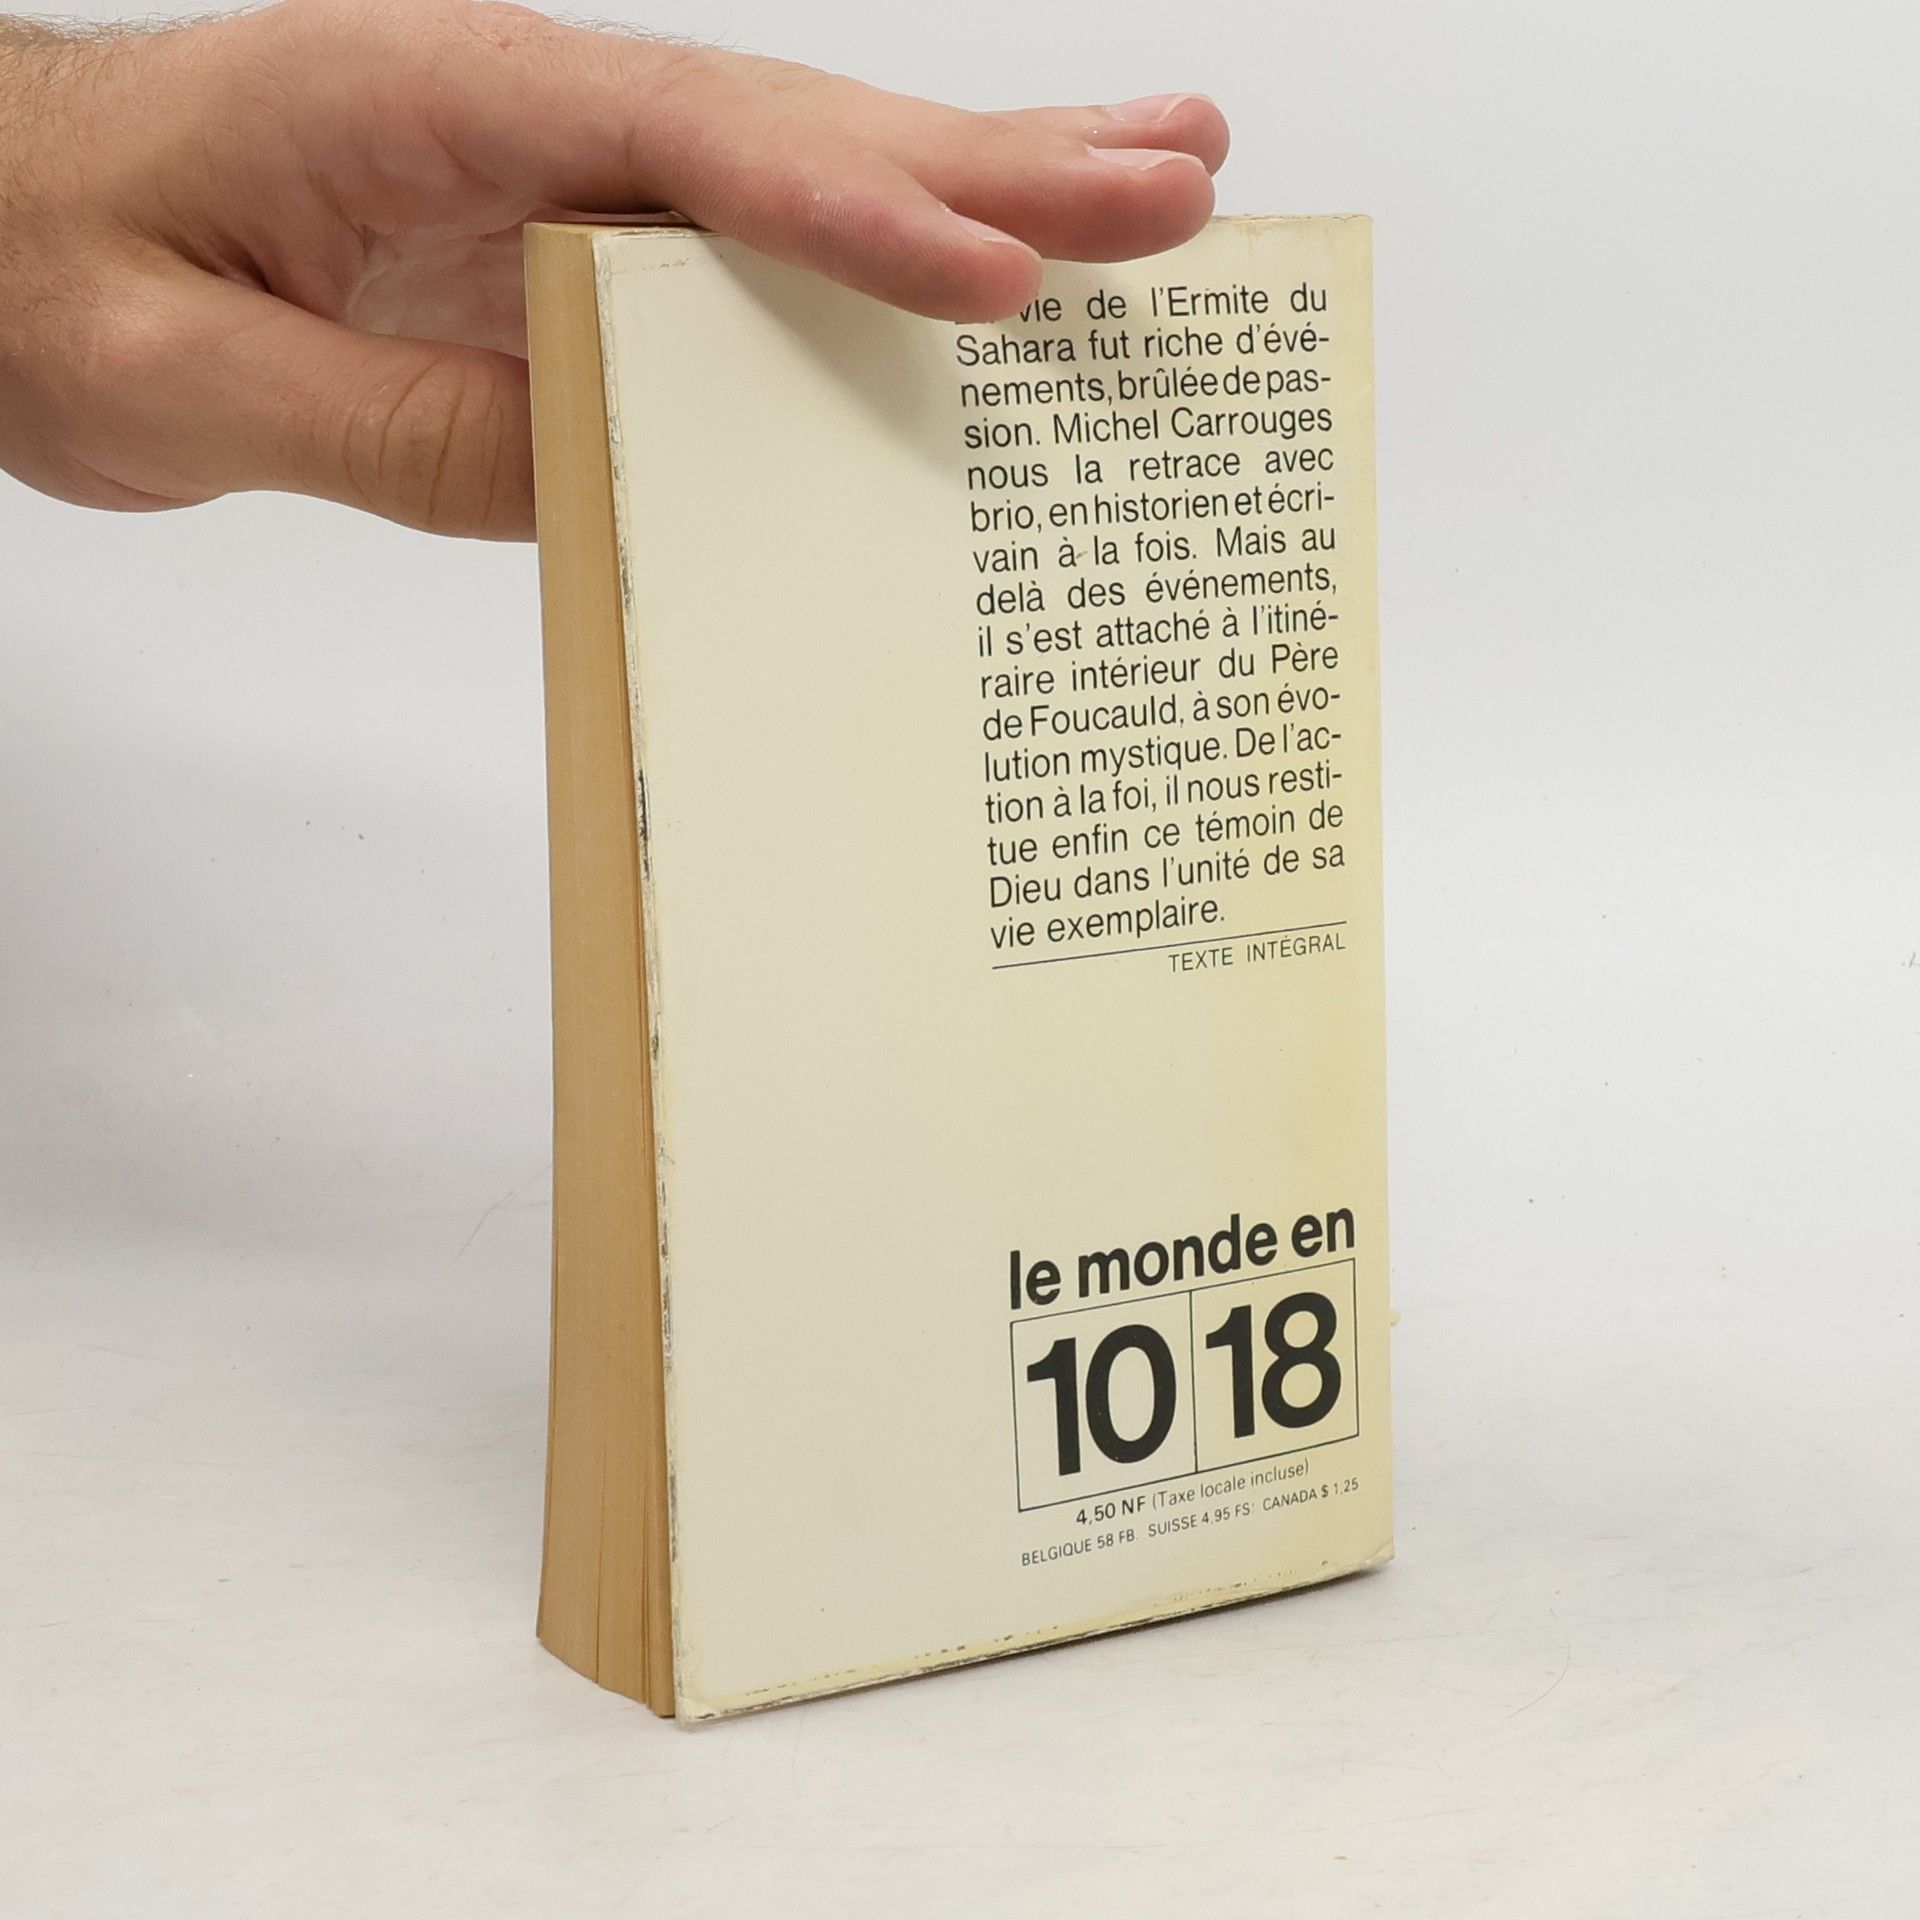 vie de l'Ermite du
Sahara fut riche d'évé-
nements, brûlée de pas-
sion. Michel Carrouges
nous la retrace avec
brio, en historien et écri-
vain à la fois. Mais au
delà des événements,
il s'est attaché à l'itiné-
raire intérieur du Père
de Foucauld, à son évo-
lution mystique. De l'ac-
tion à la foi, il nous resti-
tue enfin ce témoin de
Dieu dans l'unité de sa
vie exemplaire.
TEXTE INTÉGRAL
le monde en
10 18
4,50 NF (Taxe locale incluse)
BELGIQUE 58 FB. SUISSE 4,95 FS: CANADA $ 1,25